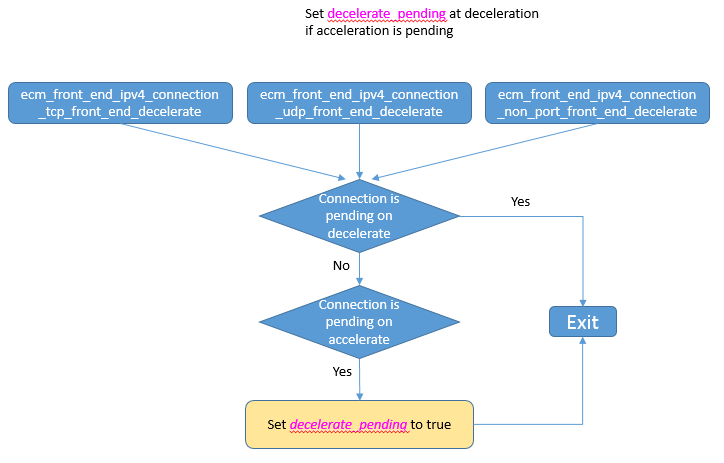 Set decelerate_pending at deceleration
if acceleration is pending
ecm_front_end_ipv4_connection
_tcp_front_end_decelerate
ecm_front_end_ipv4_connection
_udp_front_end_decelerate
ecm_front_end_ipv4_connection
_non_port_front_end_decelerate
Connection is
pending on
decelerate
Yes
No
Connection is
pending on
accelerate
Exit
Yes
Set decelerate_pending to true